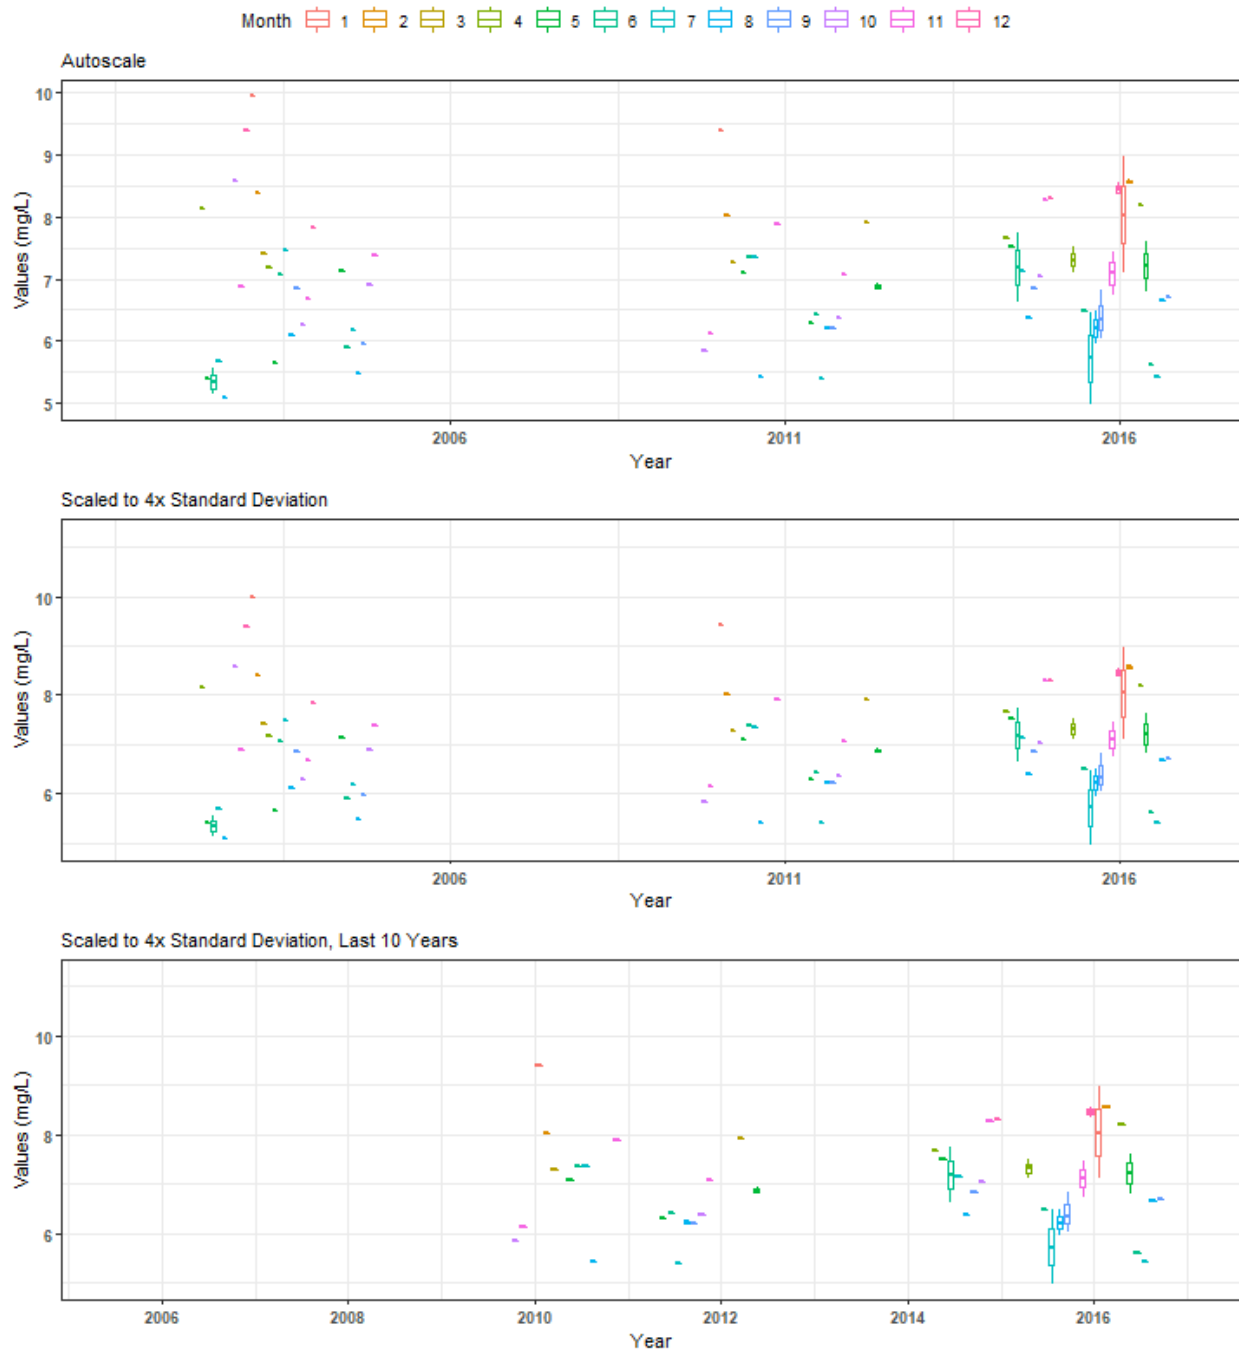 Month 1 2 3 4 5 6 7 8 9 10 11 12
Autoscale
10
9
8
7
6
5
Values (mg/L)
2006 2011 2016
Year
Scaled to 4x Standard Deviation
10
8
6
Values (mg/L)
2006 2011 2016
Year
Scaled to 4x Standard Deviation, Last 10 Years
10
8
6
Values (mg/L)
2006 2008 2010 2012 2014 2016
Year